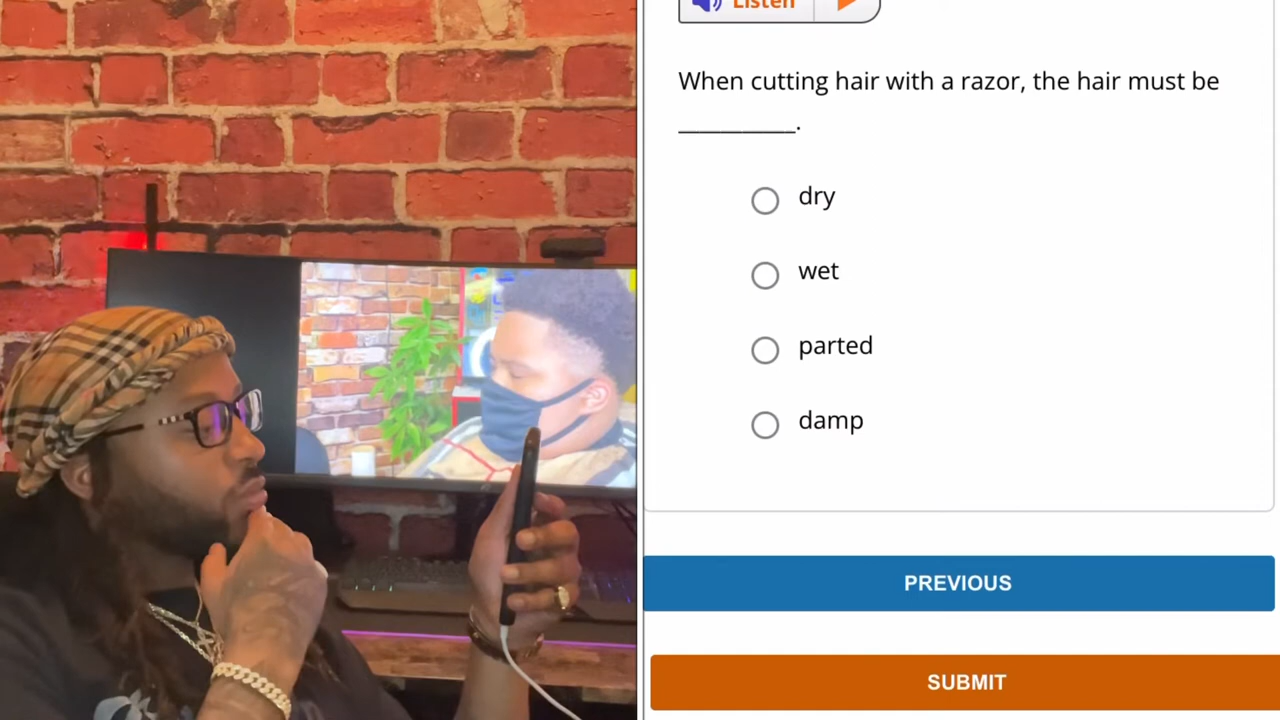 Listen
When cutting hair with a razor, the hair must be
__________.
dry
wet
parted
damp
PREVIOUS
SUBMIT